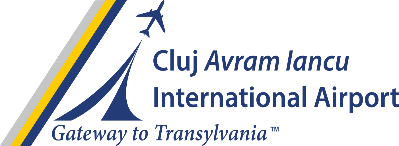 Cluj Avram Iancu
International Airport
Gateway to Transylvania™